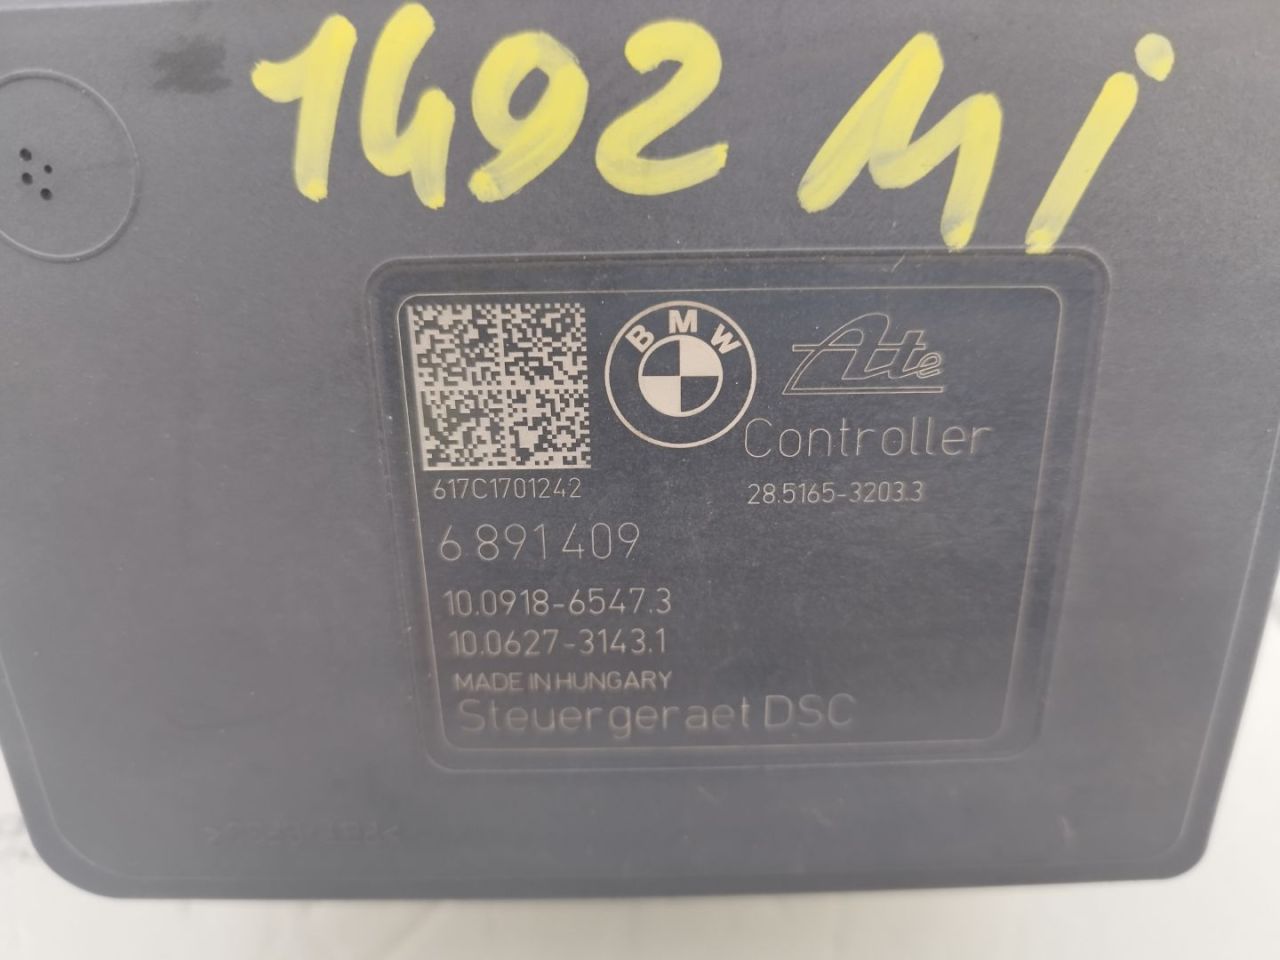 1492 Mi
BMW
Ate
Controller
617C1701242
28.5165-3203.3
6 891 409
10.0918-6547.3
10.0627-3143.1
MADE IN HUNGARY
Steuergeraet DSC